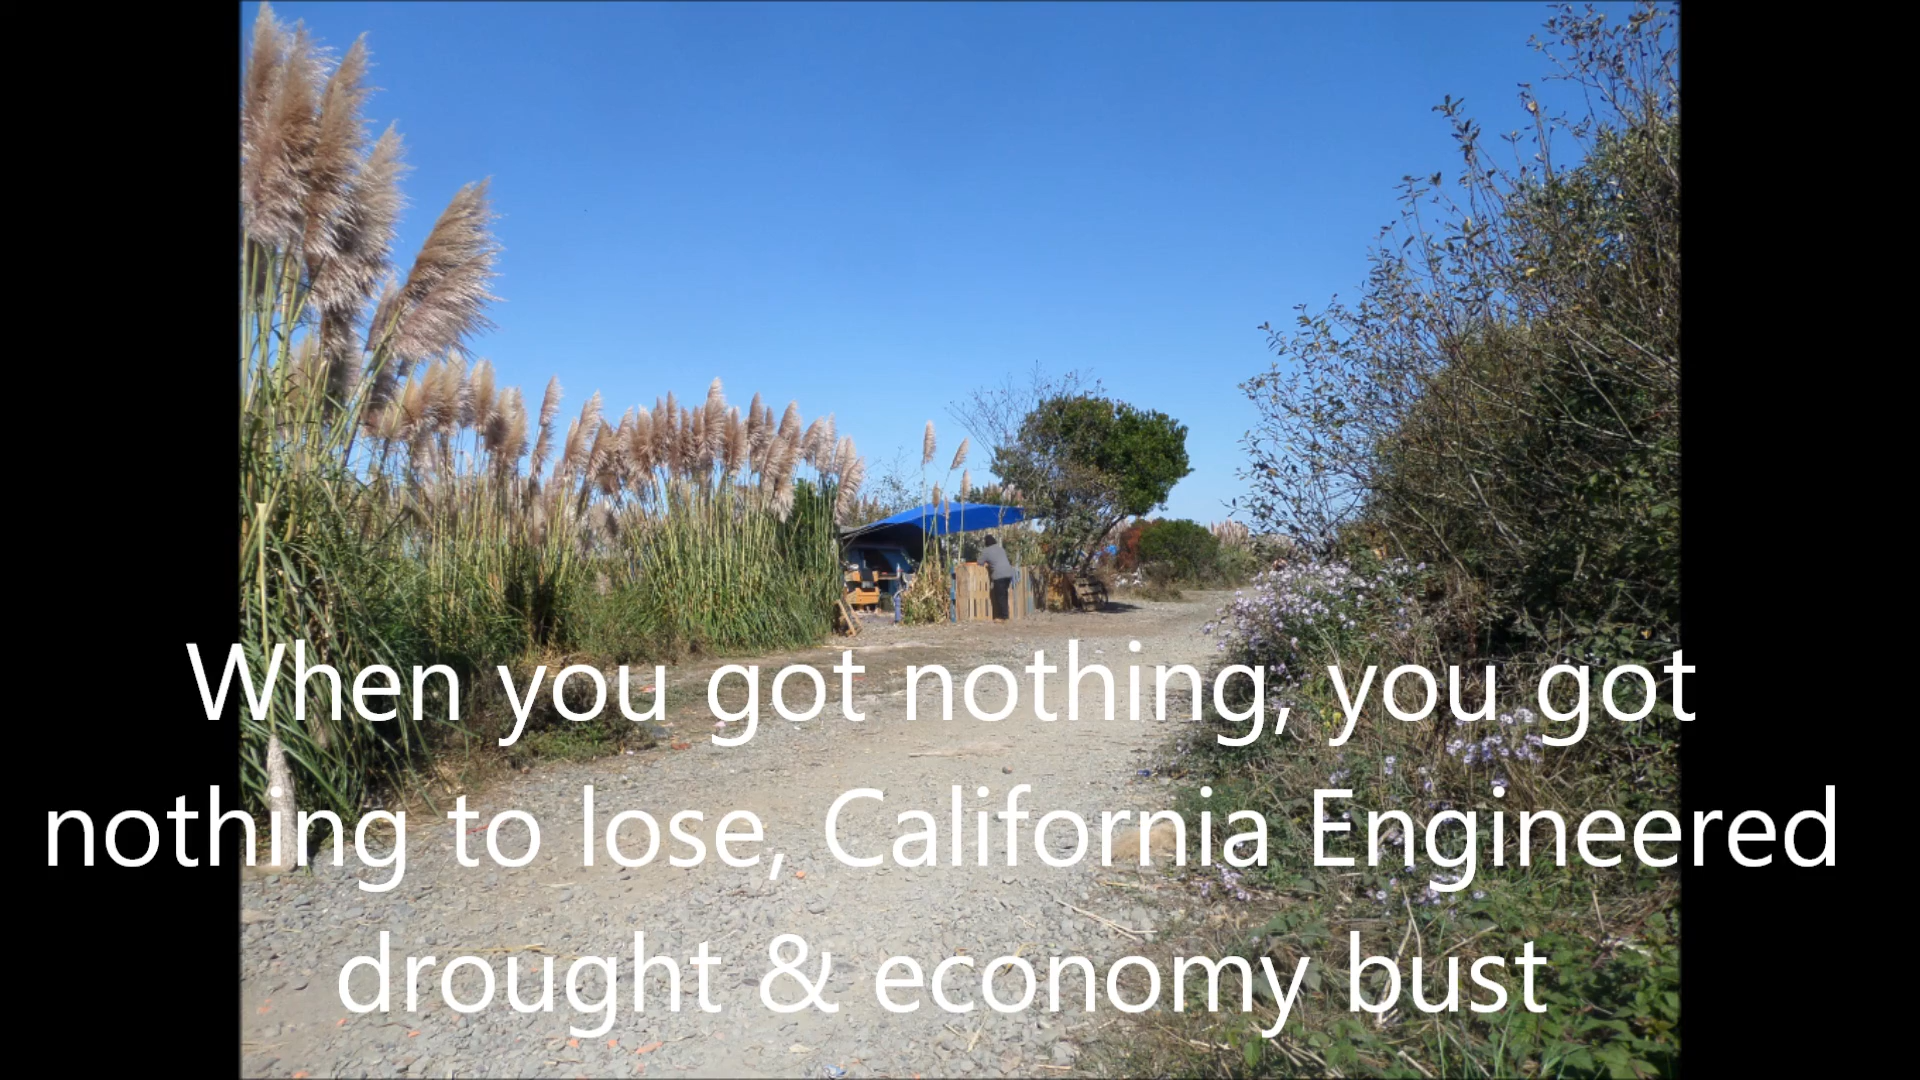 When you got nothing, you got
nothing to lose, California Engineered
drought & economy bust